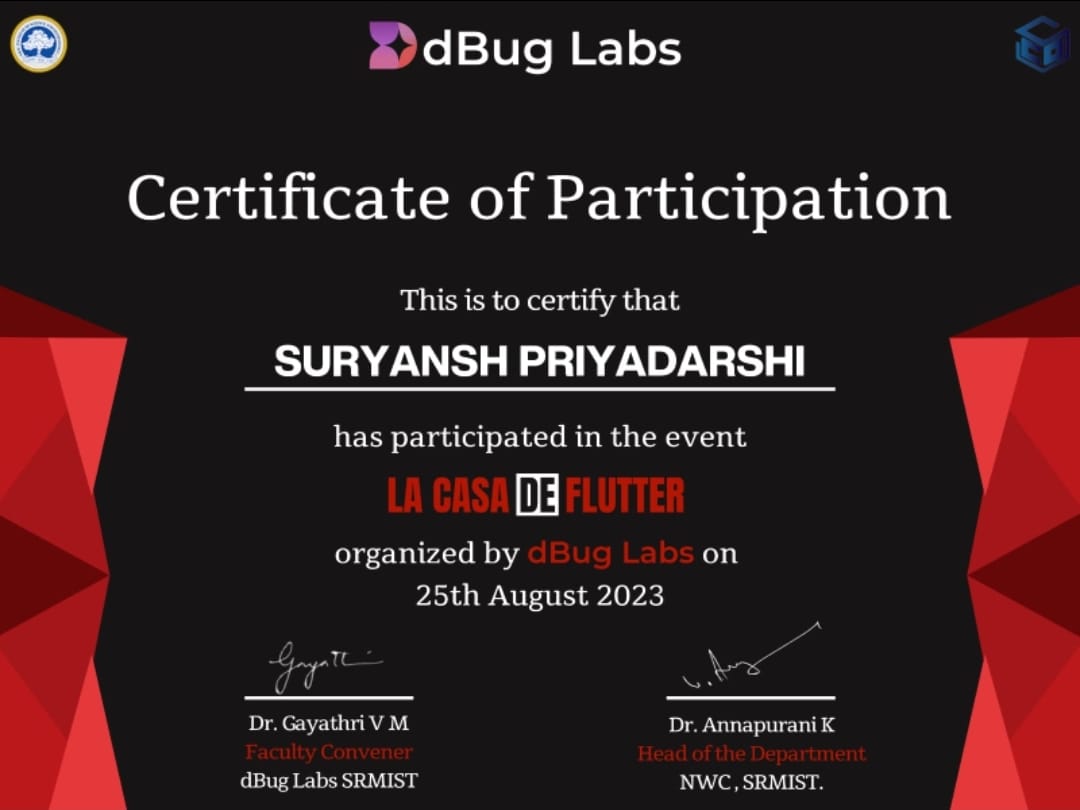 dBug Labs
Certificate of Participation
This is to certify that
SURYANSH PRIYADARSHI
has participated in the event
LA CASA DE FLUTTER
organized by dBug Labs on
25th August 2023
Gayathri
Dr. Gayathri V M
Faculty Convener
dBug Labs SRMIST
Dr. Annapurani K
Head of the Department
NWC , SRMIST.